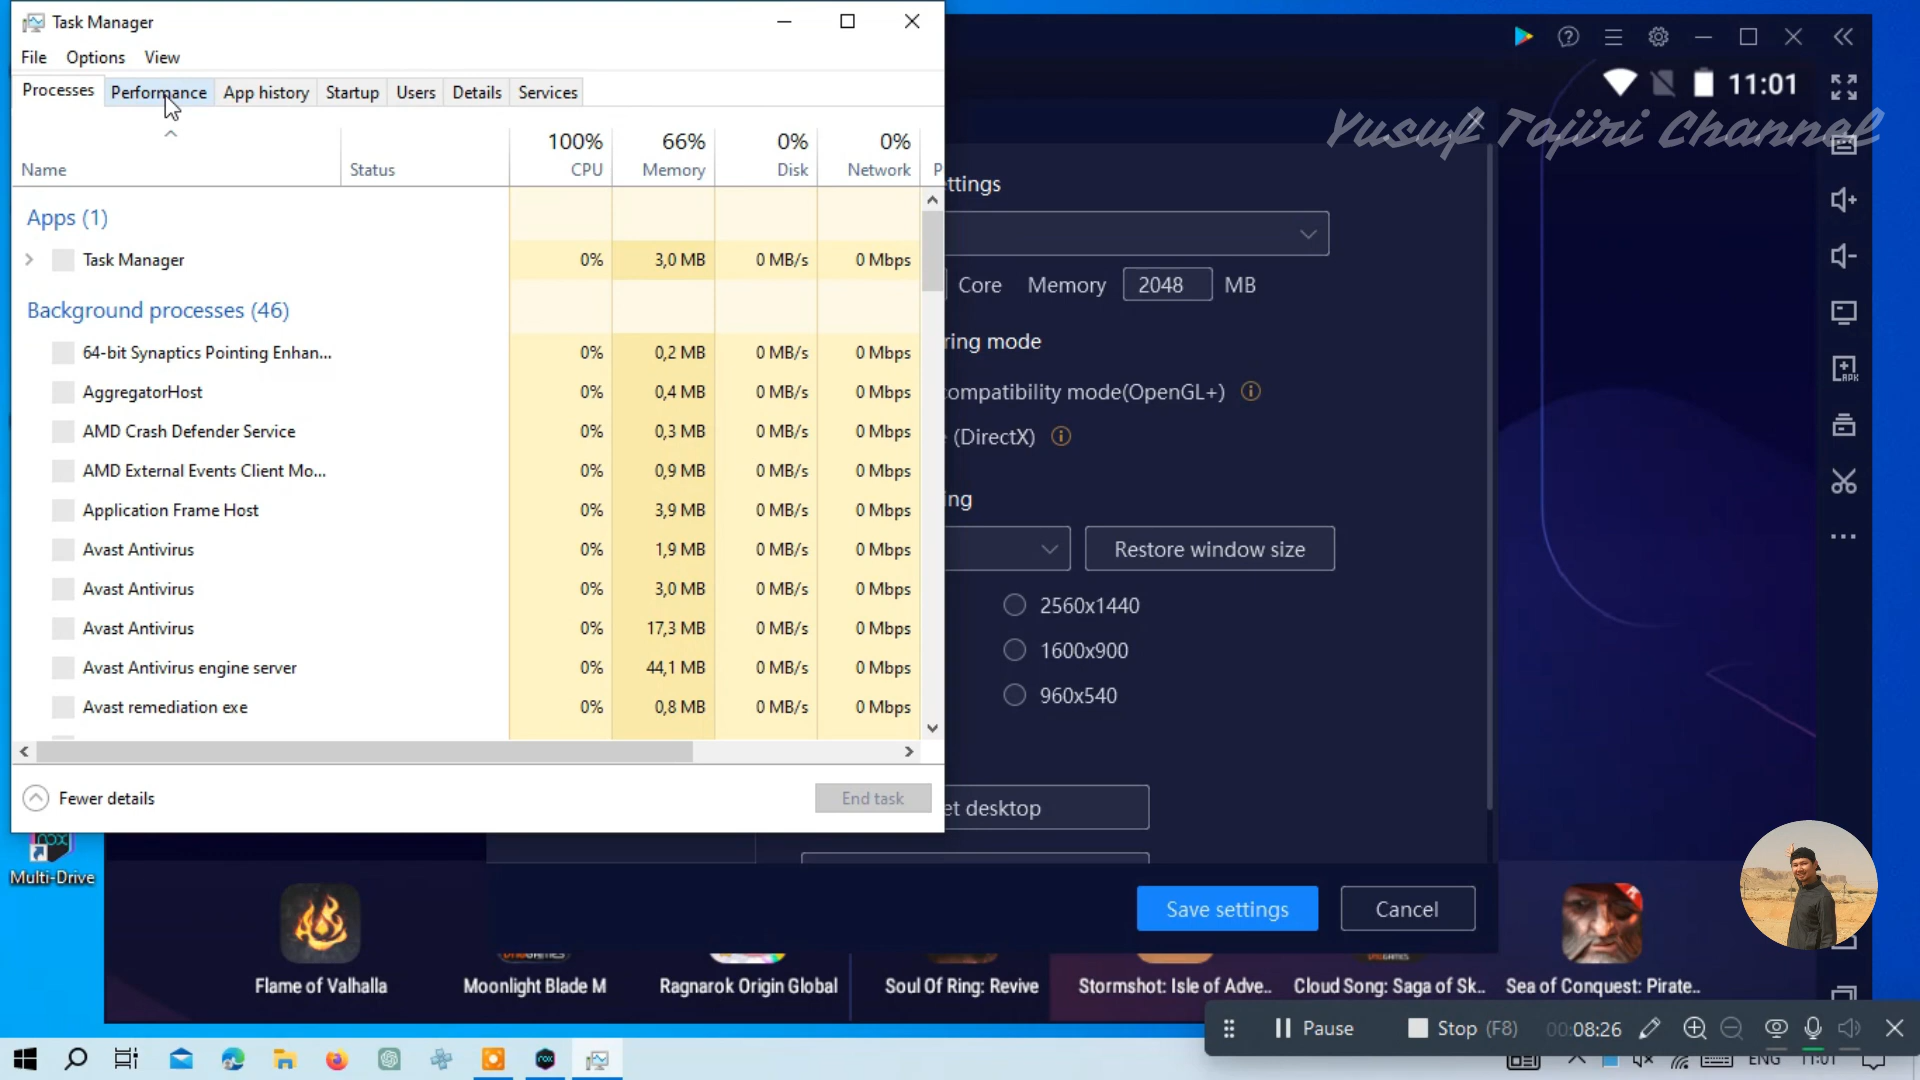 Task Manager
File Options View
Processes Performance App history Startup Users Details Services
100% 66% 0% 0%
Name Status CPU Memory Disk Network P
Apps (1)
Task Manager 0% 3,0 MB 0 MB/s 0 Mbps
Background processes (46)
64-bit Synaptics Pointing Enhan... 0% 0,2 MB 0 MB/s 0 Mbps
AggregatorHost 0% 0,4 MB 0 MB/s 0 Mbps
AMD Crash Defender Service 0% 0,3 MB 0 MB/s 0 Mbps
AMD External Events Client Mo... 0% 0,9 MB 0 MB/s 0 Mbps
Application Frame Host 0% 3,9 MB 0 MB/s 0 Mbps
Avast Antivirus 0% 1,9 MB 0 MB/s 0 Mbps
Avast Antivirus 0% 3,0 MB 0 MB/s 0 Mbps
Avast Antivirus 0% 17,3 MB 0 MB/s 0 Mbps
Avast Antivirus engine server 0% 44,1 MB 0 MB/s 0 Mbps
Avast remediation exe 0% 0,8 MB 0 MB/s 0 Mbps
Fewer details End task
11:01
Yusuf Tajiri Channel
ettings
Core Memory 2048 MB
ring mode
ompatibility mode(OpenGL+)
(DirectX)
ing
Restore window size
2560x1440
1600x900
960x540
et desktop
Save settings Cancel
nox
Multi-Drive
Flame of Valhalla Moonlight Blade M Ragnarok Origin Global Soul Of Ring: Revive Stormshot: Isle of Adve.. Cloud Song: Saga of Sk.. Sea of Conquest: Pirate..
Pause Stop (F8) 00:08:26
nox
ENG 11:01